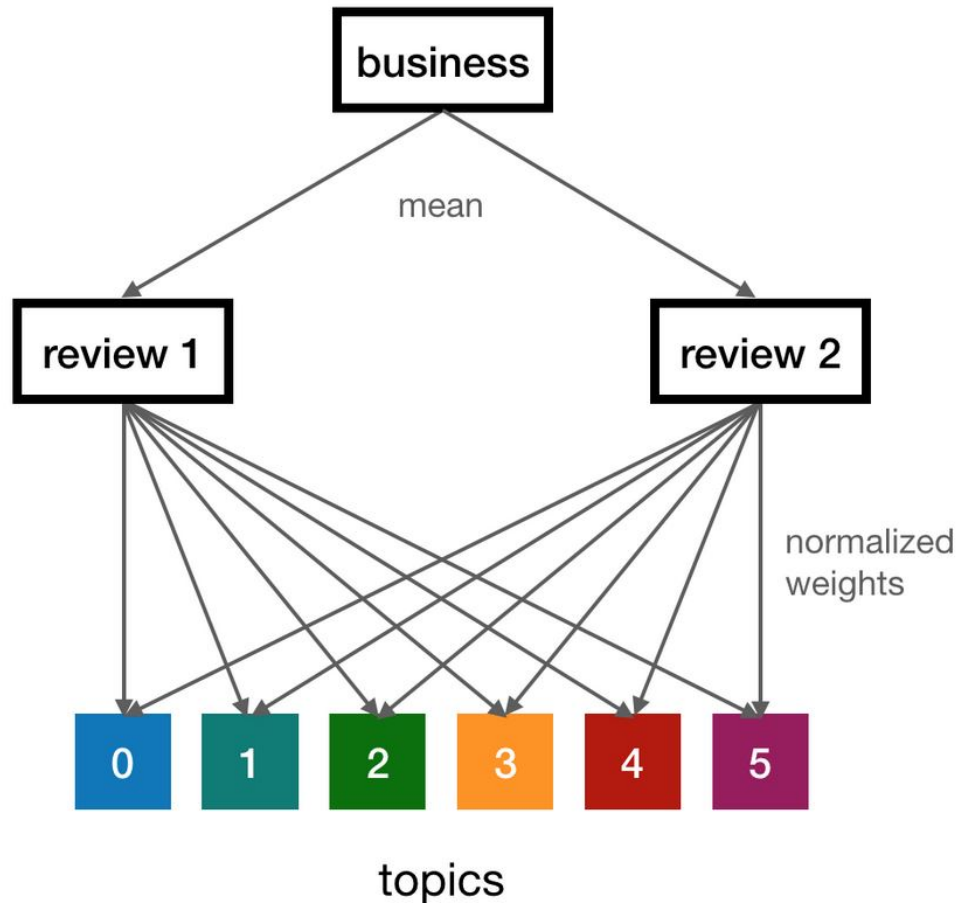 business
mean
review 1
review 2
normalized
weights
0
1
2
3
4
5
topics